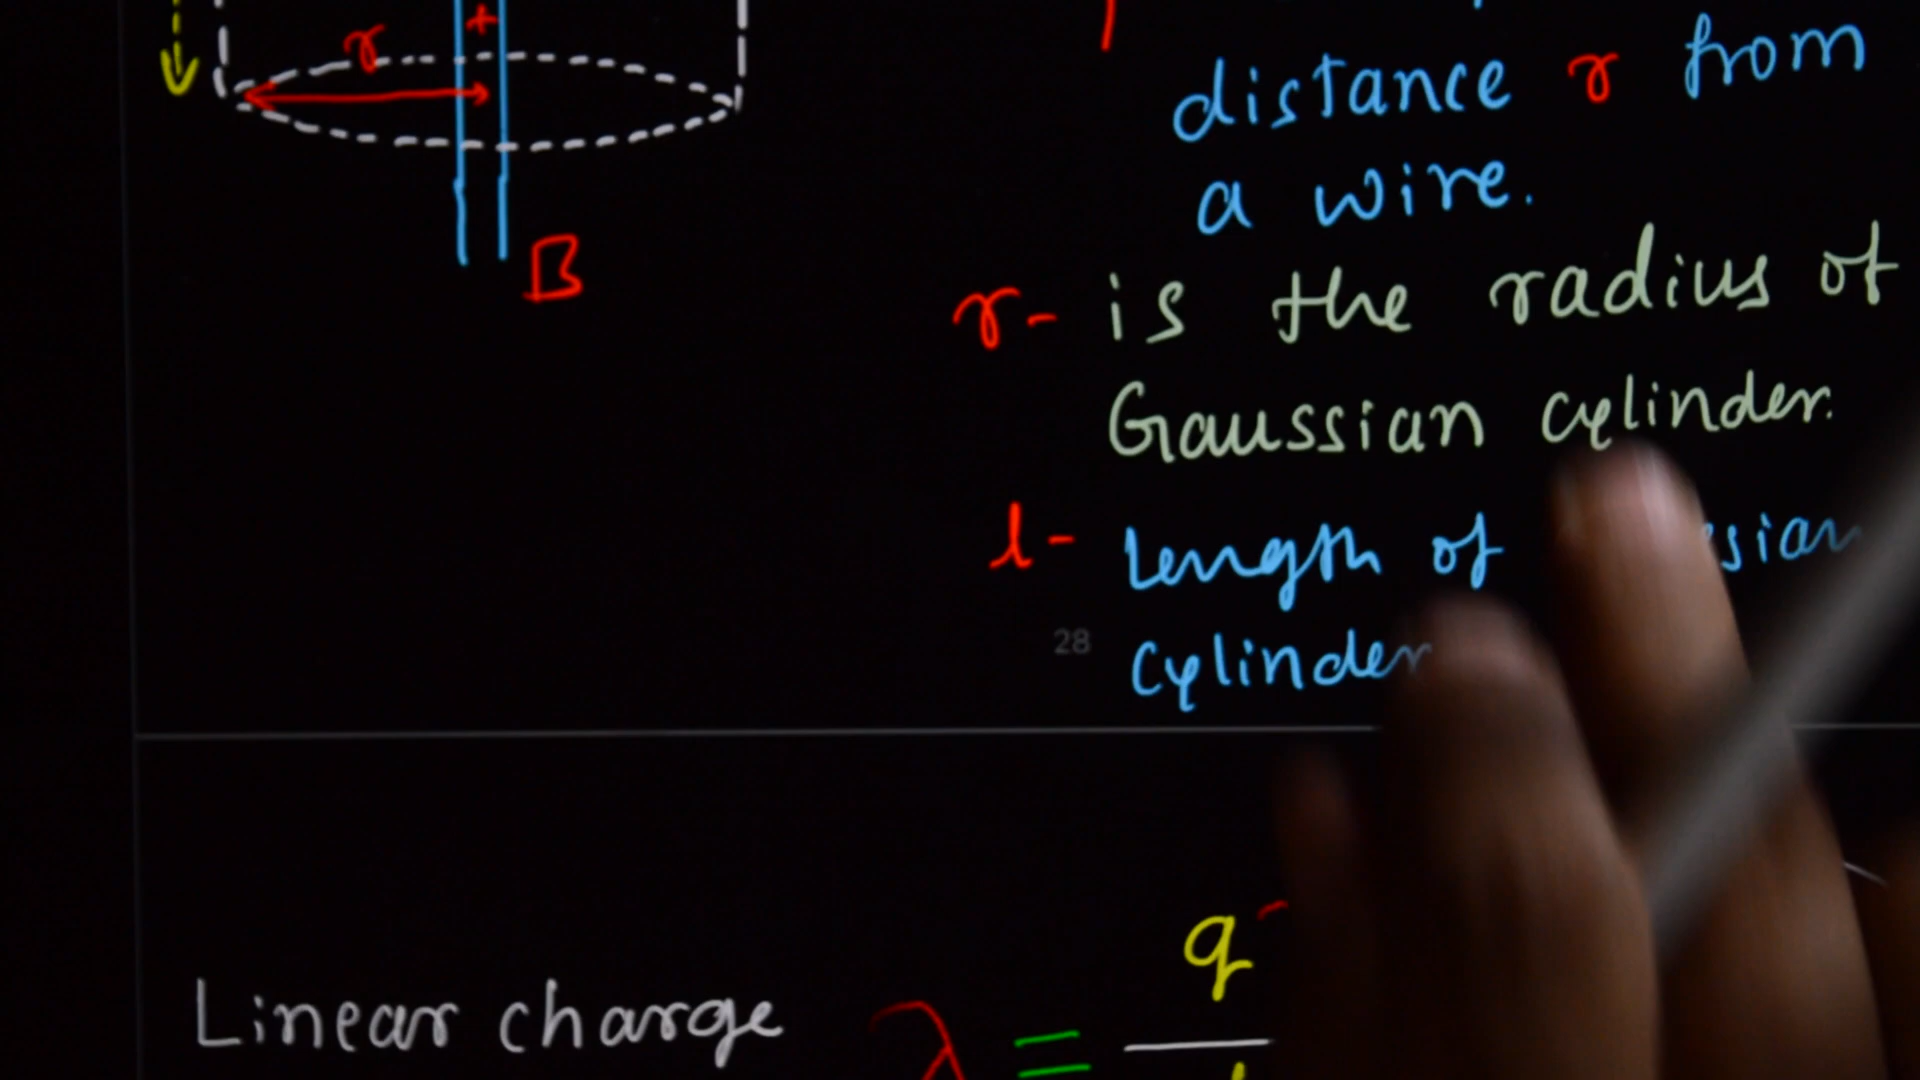 +
r
B
distance r from
a wire.
r- is the radius of
Gaussian cylinder.
l- Length of
28
cylinder
Linear charge λ = q